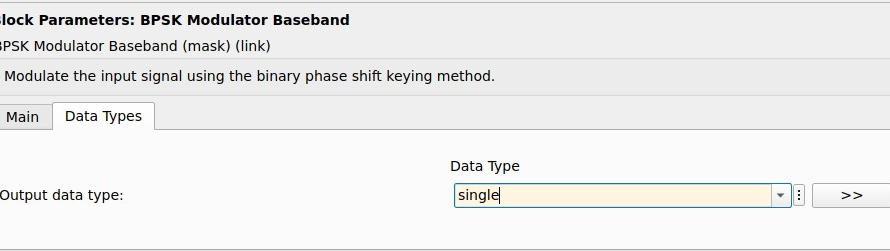 lock Parameters: BPSK Modulator Baseband
BPSK Modulator Baseband (mask) (link)
Modulate the input signal using the binary phase shift keying method.
Main Data Types
Data Type
Output data type: single >>